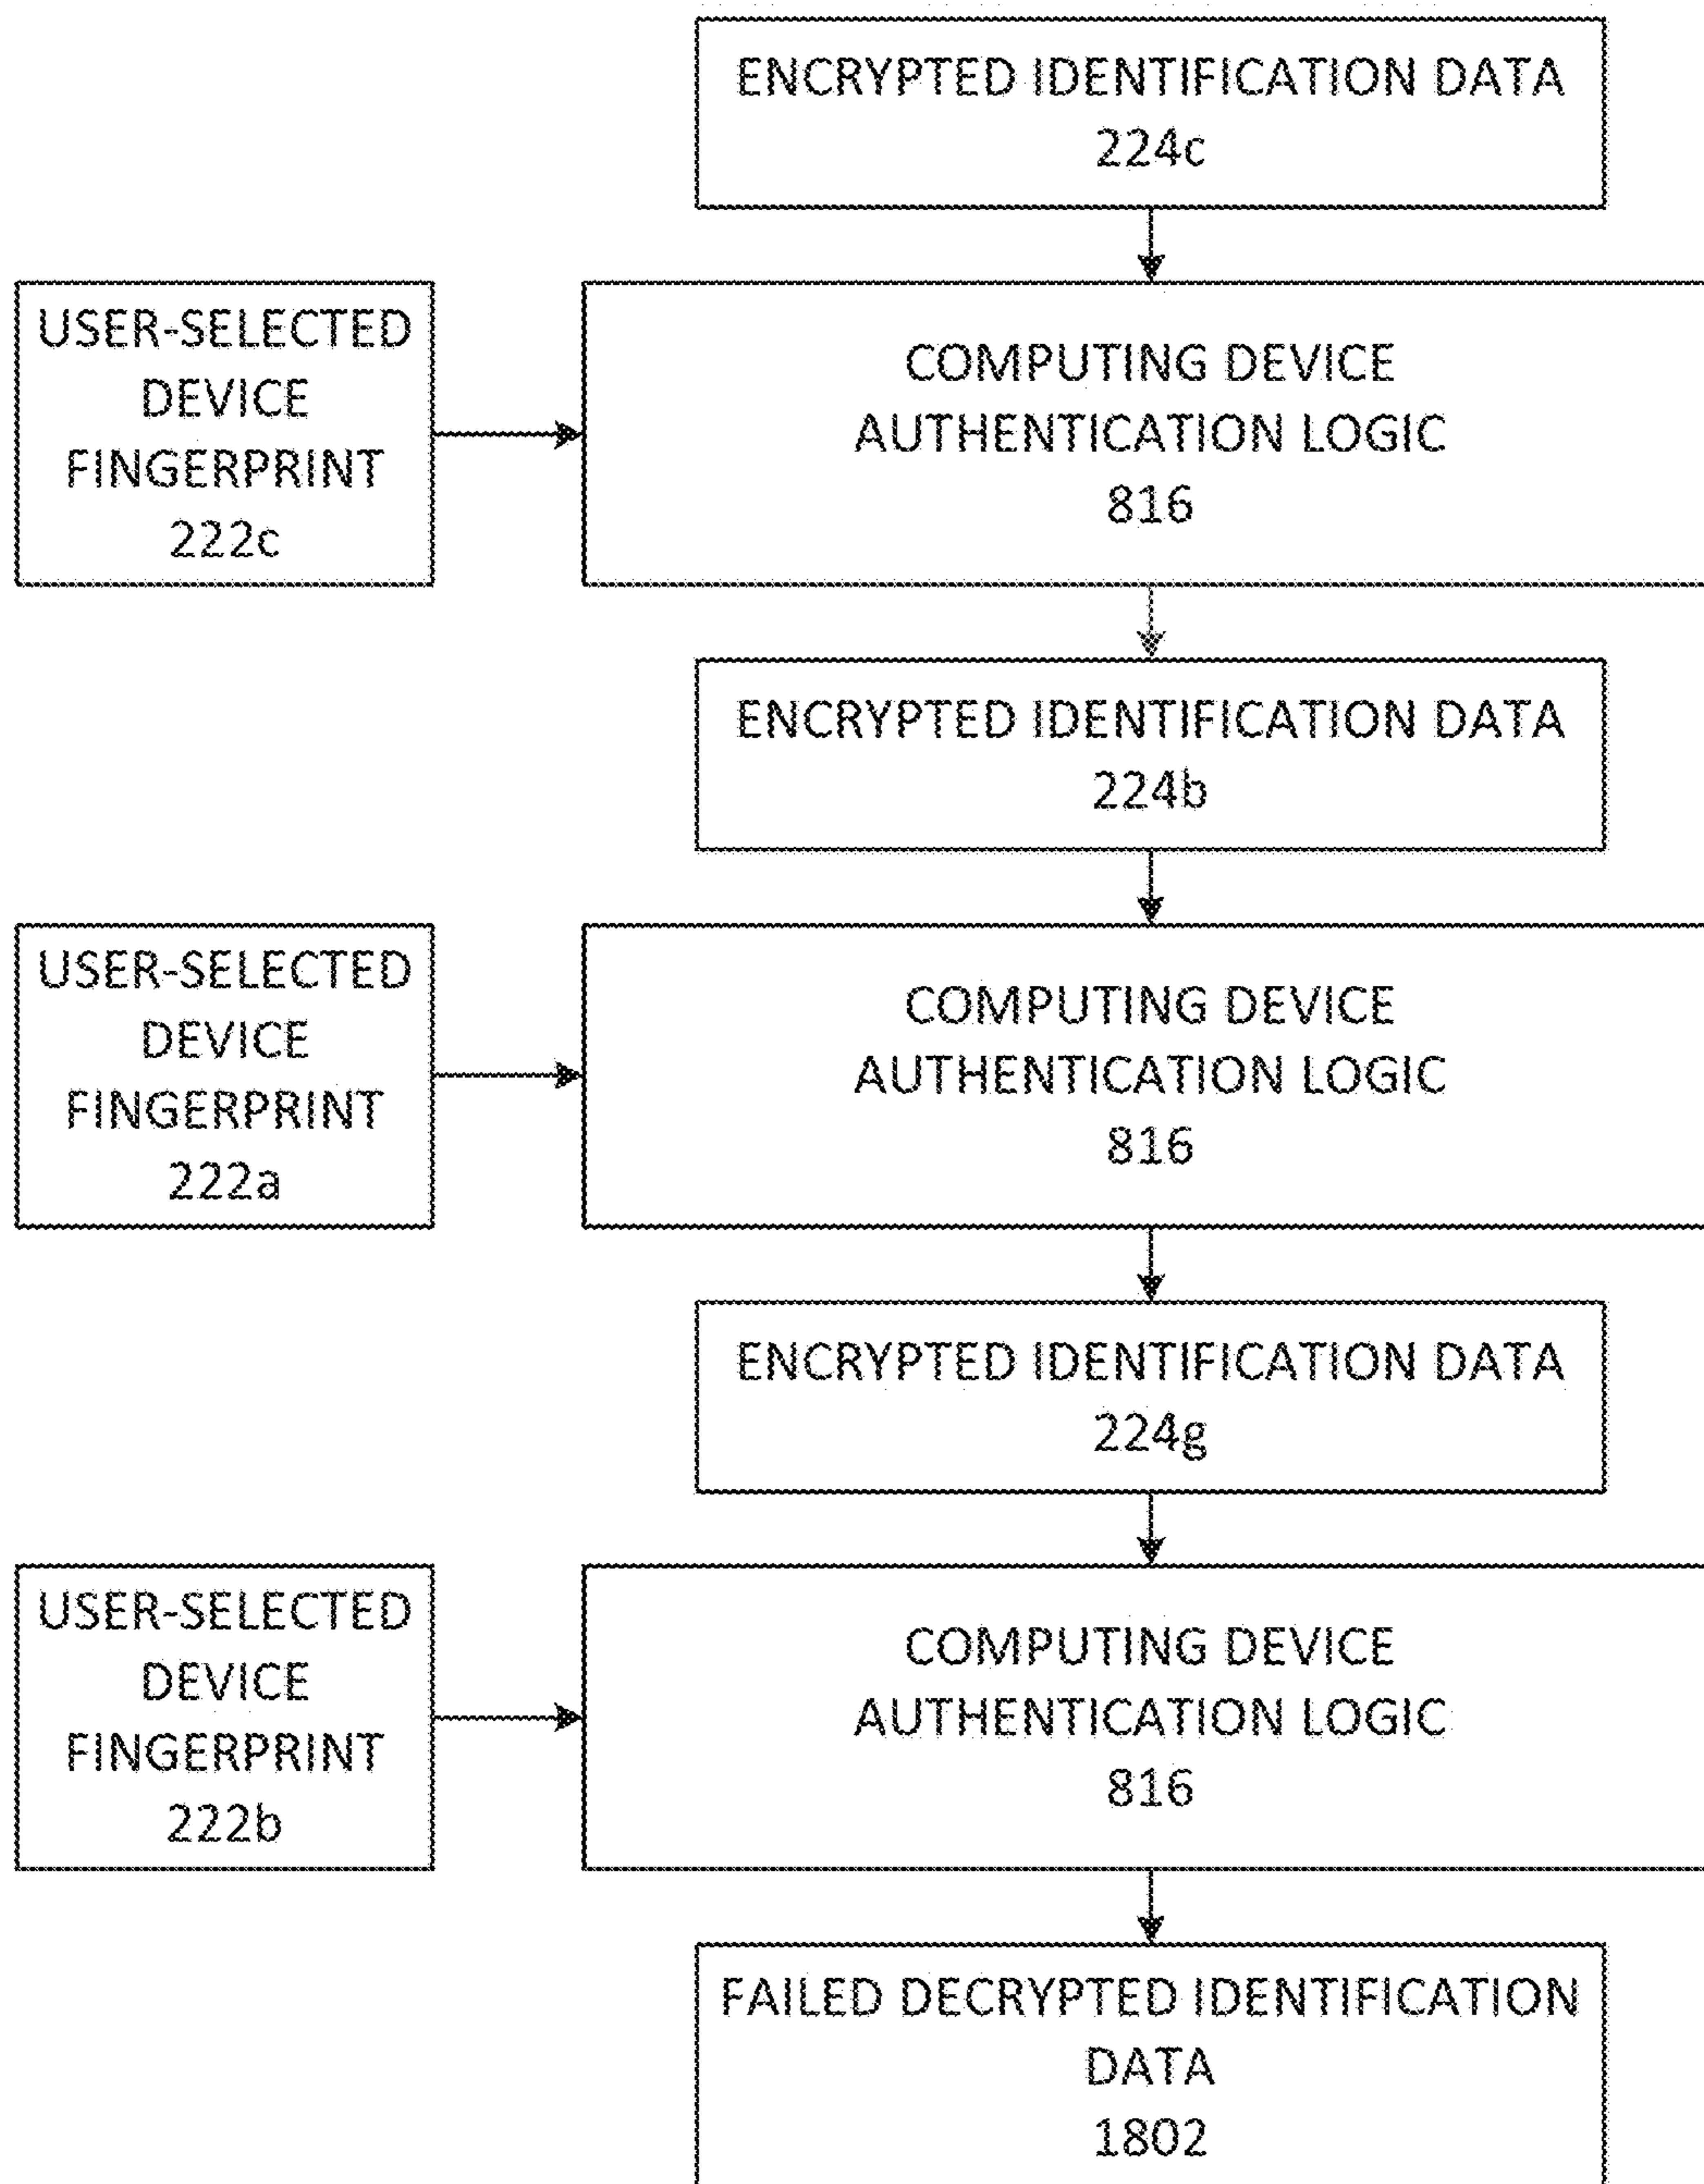 ENCRYPTED IDENTIFICATION DATA
224c
USER-SELECTED
DEVICE
FINGERPRINT
222c
COMPUTING DEVICE
AUTHENTICATION LOGIC
816
ENCRYPTED IDENTIFICATION DATA
224b
USER-SELECTED
DEVICE
FINGERPRINT
222a
COMPUTING DEVICE
AUTHENTICATION LOGIC
816
ENCRYPTED IDENTIFICATION DATA
224g
USER-SELECTED
DEVICE
FINGERPRINT
222b
COMPUTING DEVICE
AUTHENTICATION LOGIC
816
FAILED DECRYPTED IDENTIFICATION
DATA
1802